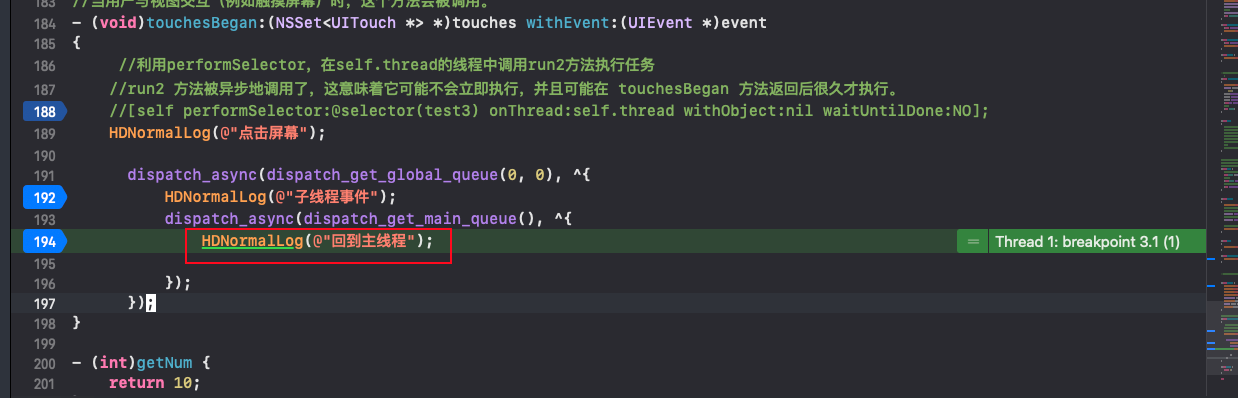 183 //当用户与视图交互（例如触摸屏幕）时，这个方法会被调用。
184 - (void)touchesBegan:(NSSet<UITouch *> *)touches withEvent:(UIEvent *)event
185 {
186 //利用performSelector，在self.thread的线程中调用run2方法执行任务
187 //run2 方法被异步地调用了，这意味着它可能不会立即执行，并且可能在 touchesBegan 方法返回后很久才执行。
188 //[self performSelector:@selector(test3) onThread:self.thread withObject:nil waitUntilDone:NO];
189 HDNormalLog(@"点击屏幕");
190
191 dispatch_async(dispatch_get_global_queue(0, 0), ^{
192 HDNormalLog(@"子线程事件");
193 dispatch_async(dispatch_get_main_queue(), ^{
194 HDNormalLog(@"回到主线程"); = Thread 1: breakpoint 3.1 (1)
195
196 });
197 });
198 }
199
200 - (int)getNum {
201 return 10;